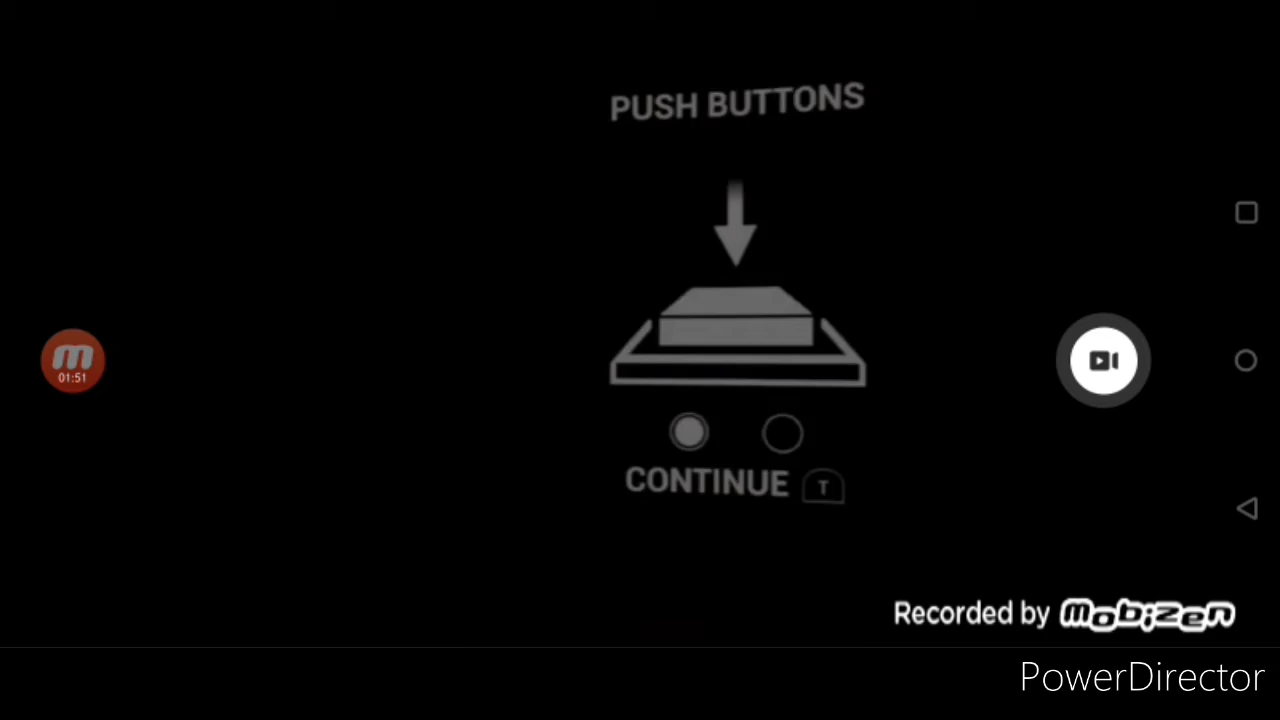 PUSH BUTTONS
01:51
CONTINUE T
Recorded by mobizen
PowerDirector